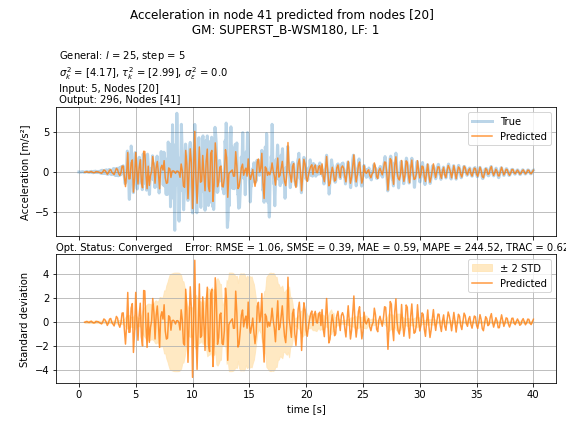 Acceleration in node 41 predicted from nodes [20]
GM: SUPERST_B-WSM180, LF: 1
General: l = 25, step = 5
σ²ₖ = [4.17], τ²ₖ = [2.99], σ²ε = 0.0
Input: 5, Nodes [20]
Output: 296, Nodes [41]
Acceleration [m/s²]
5
0
−5
True
Predicted
Opt. Status: Converged    Error: RMSE = 1.06, SMSE = 0.39, MAE = 0.59, MAPE = 244.52, TRAC = 0.62
Standard deviation
4
2
0
−2
−4
± 2 STD
Predicted
0 5 10 15 20 25 30 35 40
time [s]